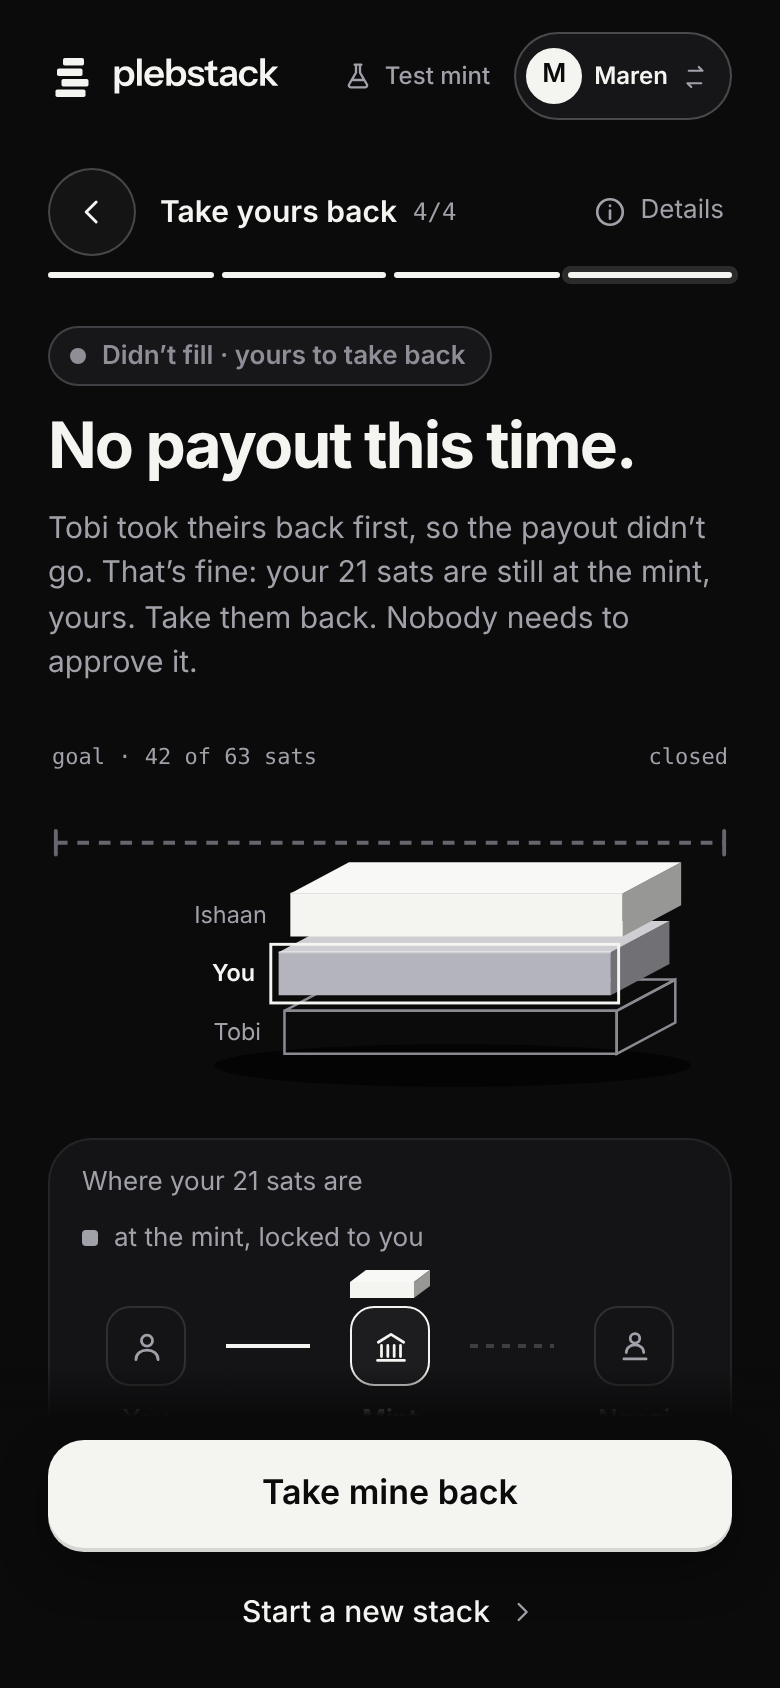 plebstack
Test mint
M
Maren
Take yours back 4/4
Details
Didn’t fill · yours to take back
No payout this time.
Tobi took theirs back first, so the payout didn’t
go. That’s fine: your 21 sats are still at the mint,
yours. Take them back. Nobody needs to
approve it.
goal · 42 of 63 sats
closed
Ishaan
You
Tobi
Where your 21 sats are
at the mint, locked to you
Take mine back
Start a new stack